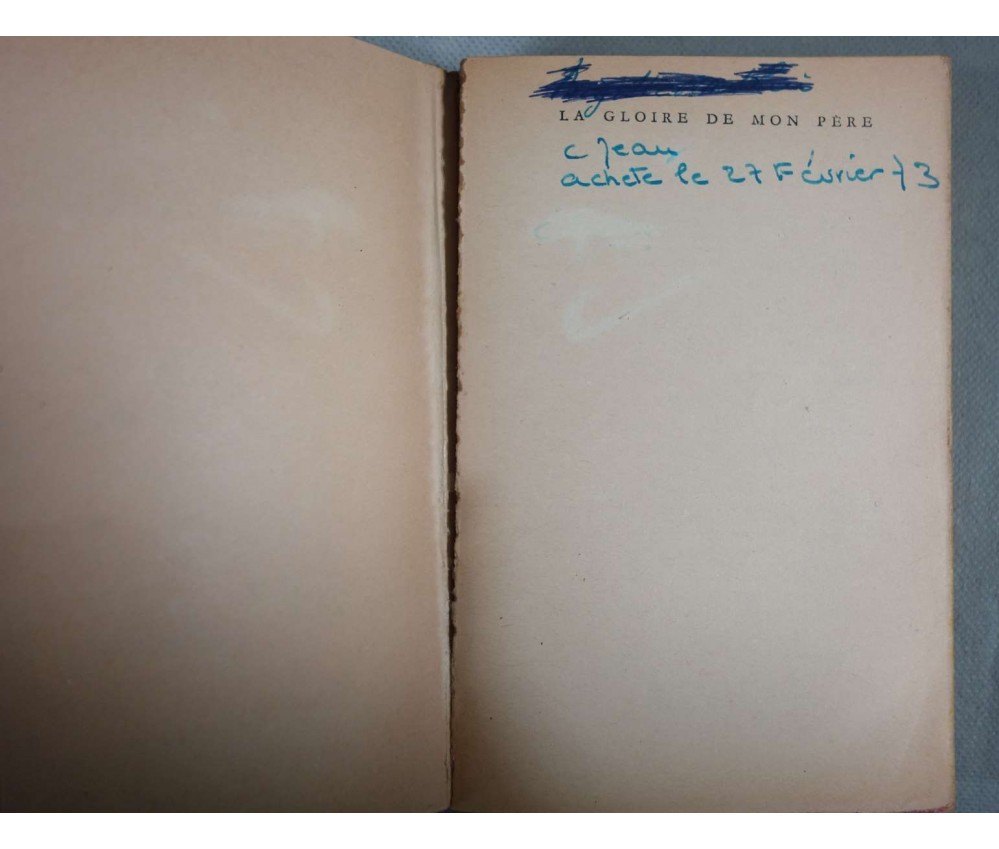 LA GLOIRE DE MON PÈRE
c Jean
acheté le 27 Février 73